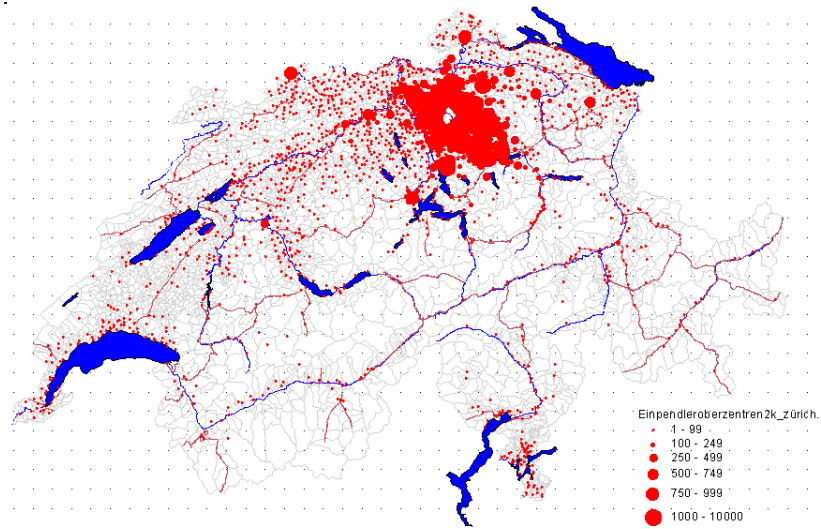 Einpendleroberzentren2k_zürich.
1 - 99
100 - 249
250 - 499
500 - 749
750 - 999
1000 - 10000